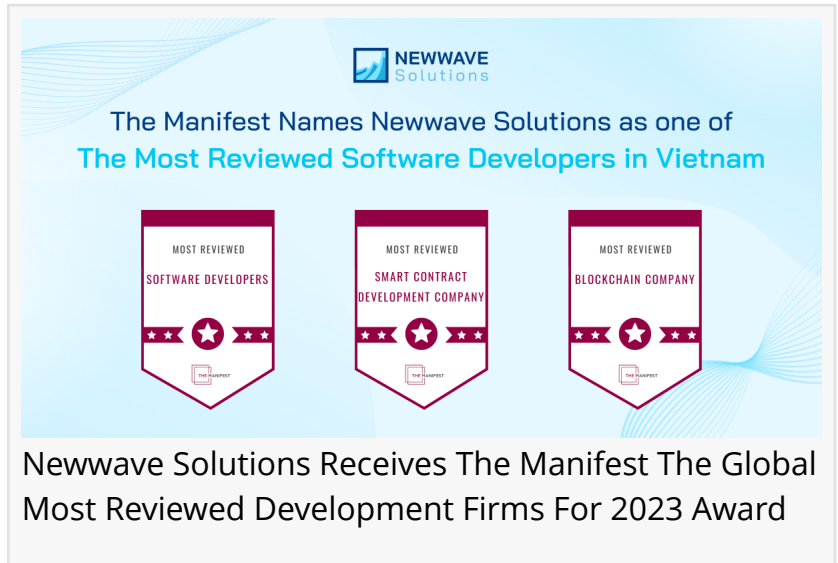 NEWWAVE
Solutions
The Manifest Names Newwave Solutions as one of
The Most Reviewed Software Developers in Vietnam
MOST REVIEWED
SOFTWARE DEVELOPERS
THE MANIFEST
MOST REVIEWED
SMART CONTRACT
DEVELOPMENT COMPANY
THE MANIFEST
MOST REVIEWED
BLOCKCHAIN COMPANY
THE MANIFEST
Newwave Solutions Receives The Manifest The Global
Most Reviewed Development Firms For 2023 Award